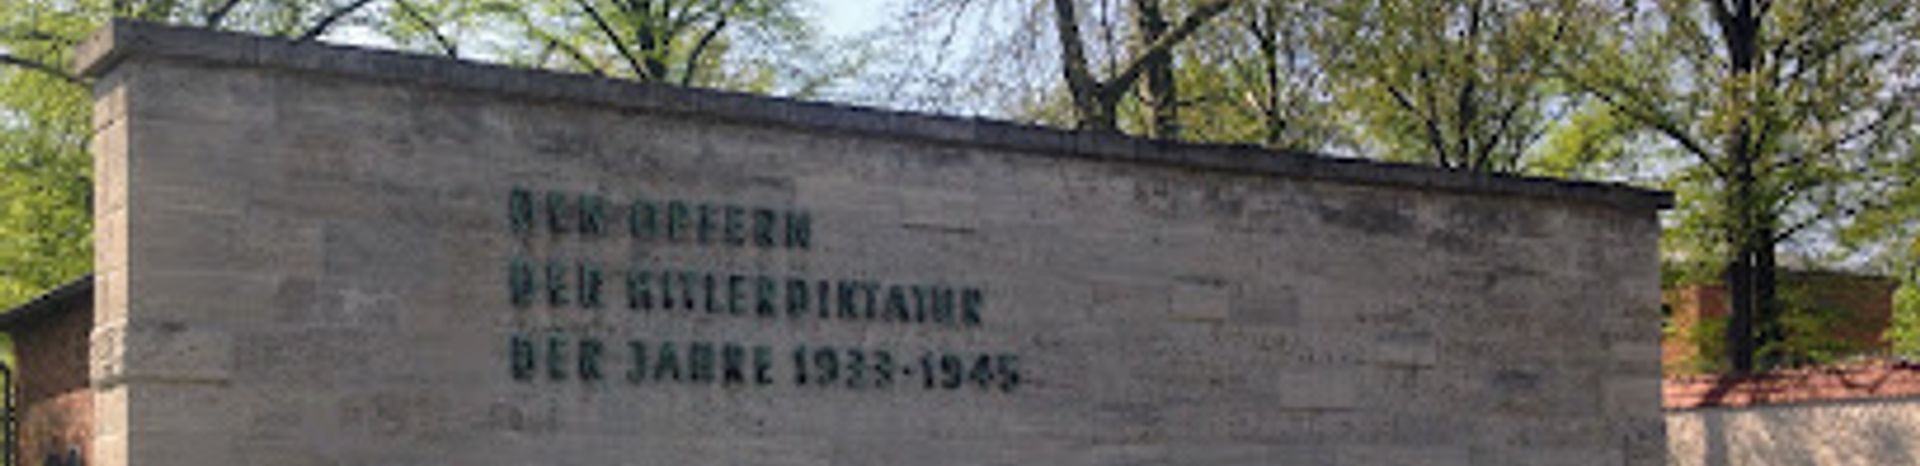 DEN OPFERN
DER HITLERDIKTATUR
DER JAHRE 1933-1945